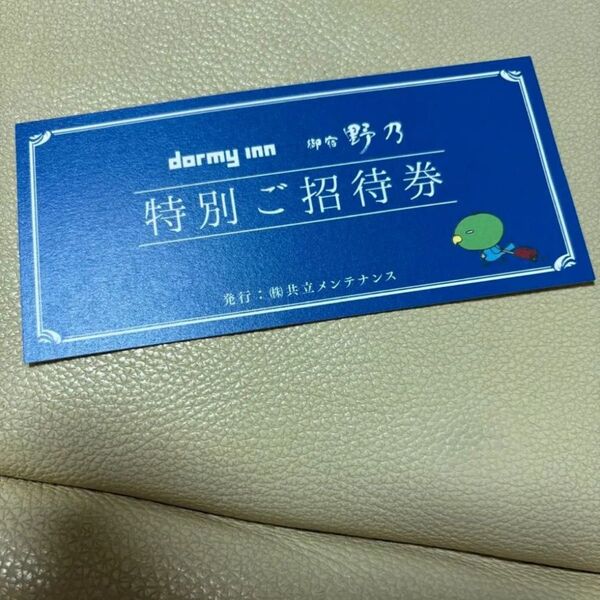 dormy inn 御宿 野乃
特別ご招待券
発行:㈱共立メンテナンス